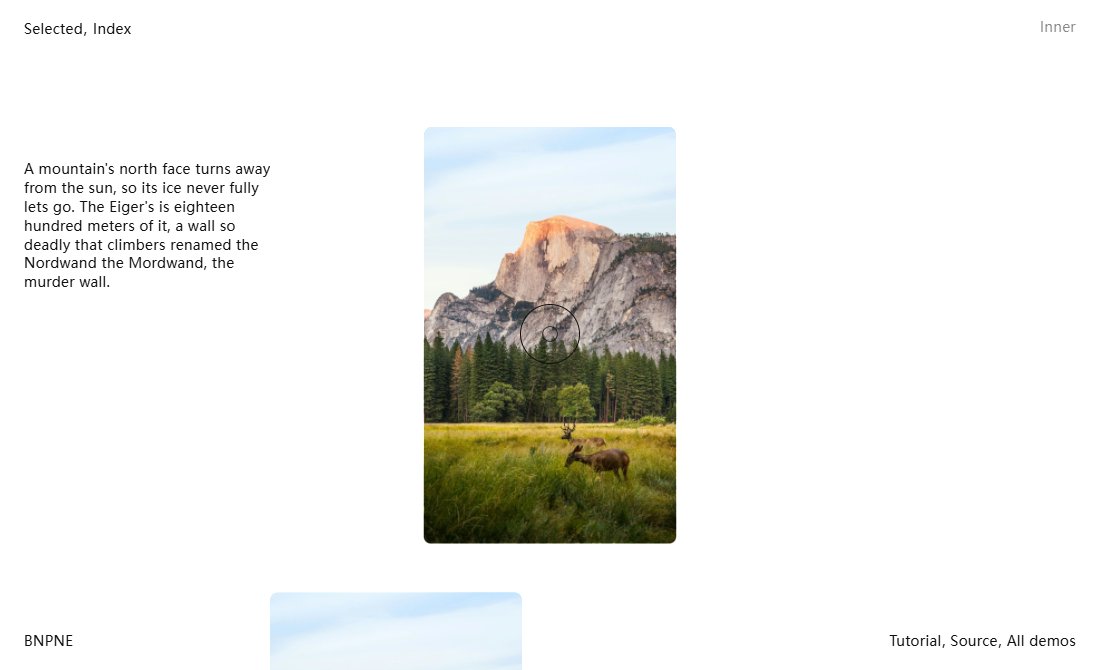 Selected, Index
Inner
A mountain's north face turns away
from the sun, so its ice never fully
lets go. The Eiger's is eighteen
hundred meters of it, a wall so
deadly that climbers renamed the
Nordwand the Mordwand, the
murder wall.
BNPNE
Tutorial, Source, All demos